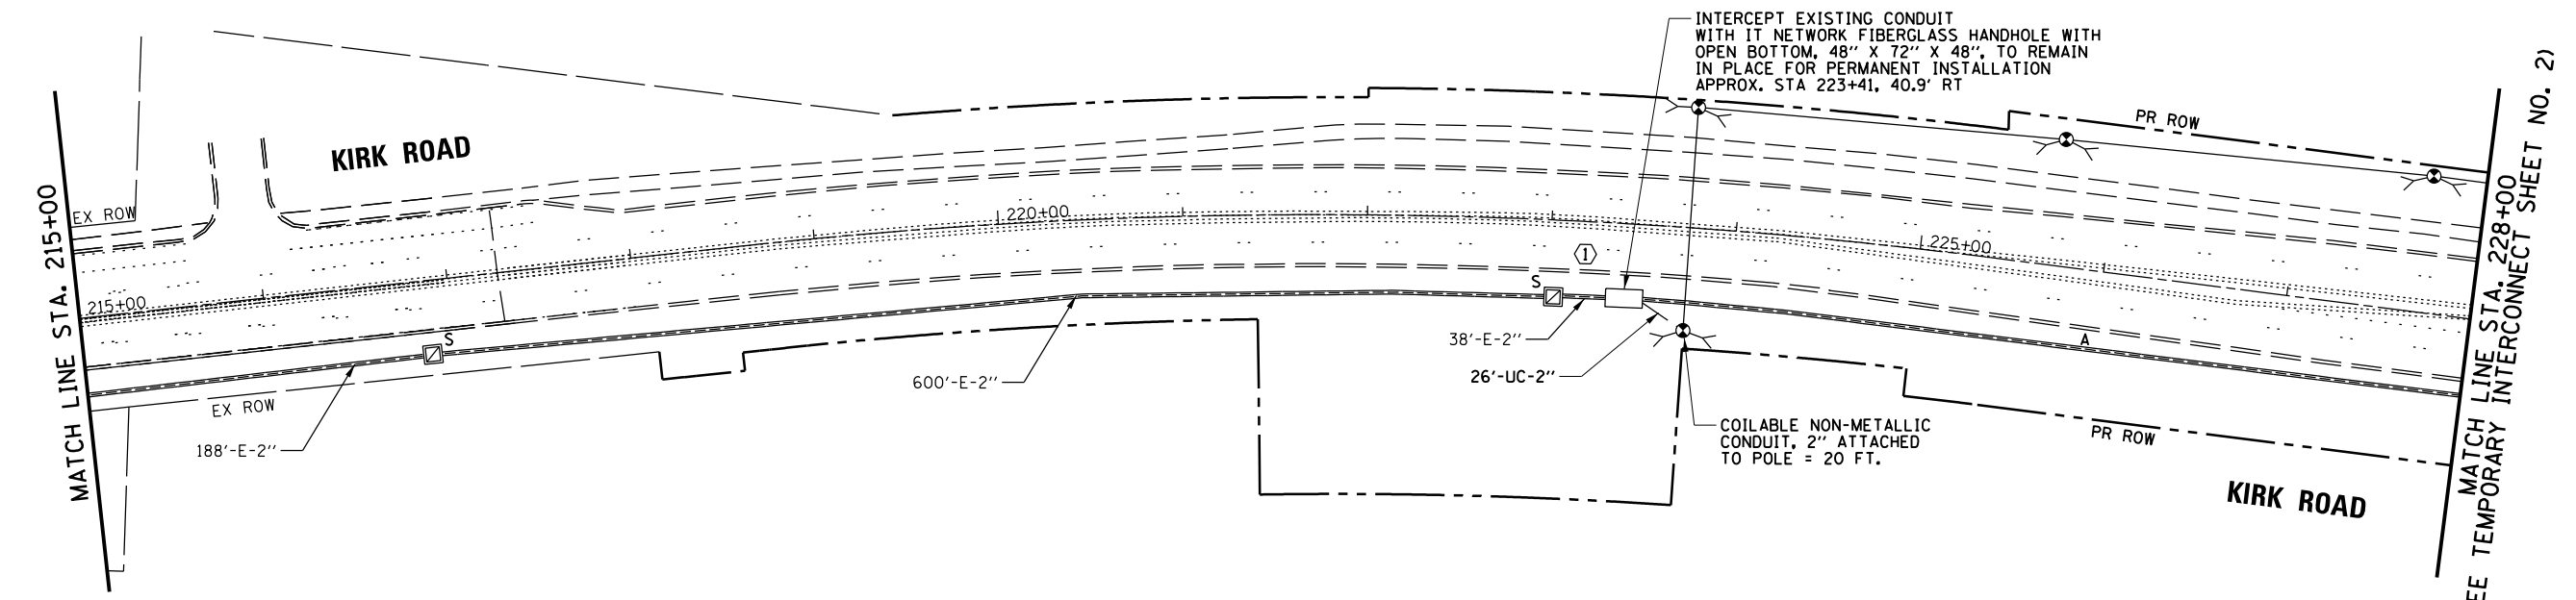 INTERCEPT EXISTING CONDUIT
WITH IT NETWORK FIBERGLASS HANDHOLE WITH
OPEN BOTTOM, 48" X 72" X 48", TO REMAIN
IN PLACE FOR PERMANENT INSTALLATION
APPROX. STA 223+41, 40.9' RT
PR ROW
KIRK ROAD
EX ROW
220+00
225+00
1
215+00
S
S
38'-E-2"
A
600'-E-2"
26'-UC-2"
EX ROW
188'-E-2"
COILABLE NON-METALLIC
CONDUIT, 2" ATTACHED
TO POLE = 20 FT.
PR ROW
KIRK ROAD
MATCH LINE STA. 215+00
MATCH LINE STA. 228+00
EE TEMPORARY INTERCONNECT SHEET NO. 2)